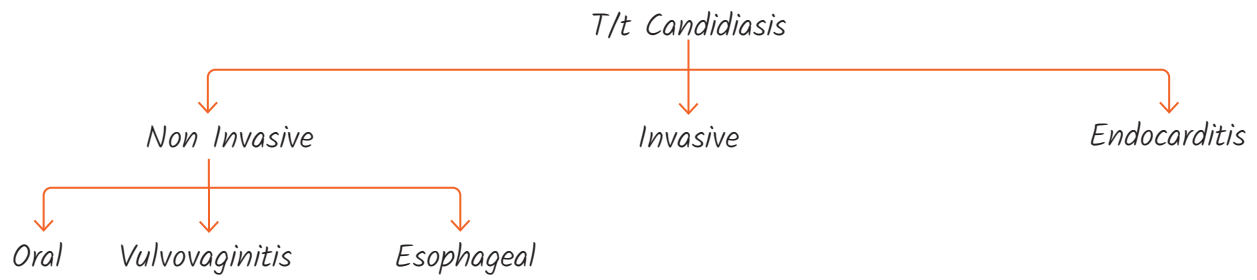 T/t Candidiasis
Non Invasive
Invasive
Endocarditis
Oral
Vulvovaginitis
Esophageal